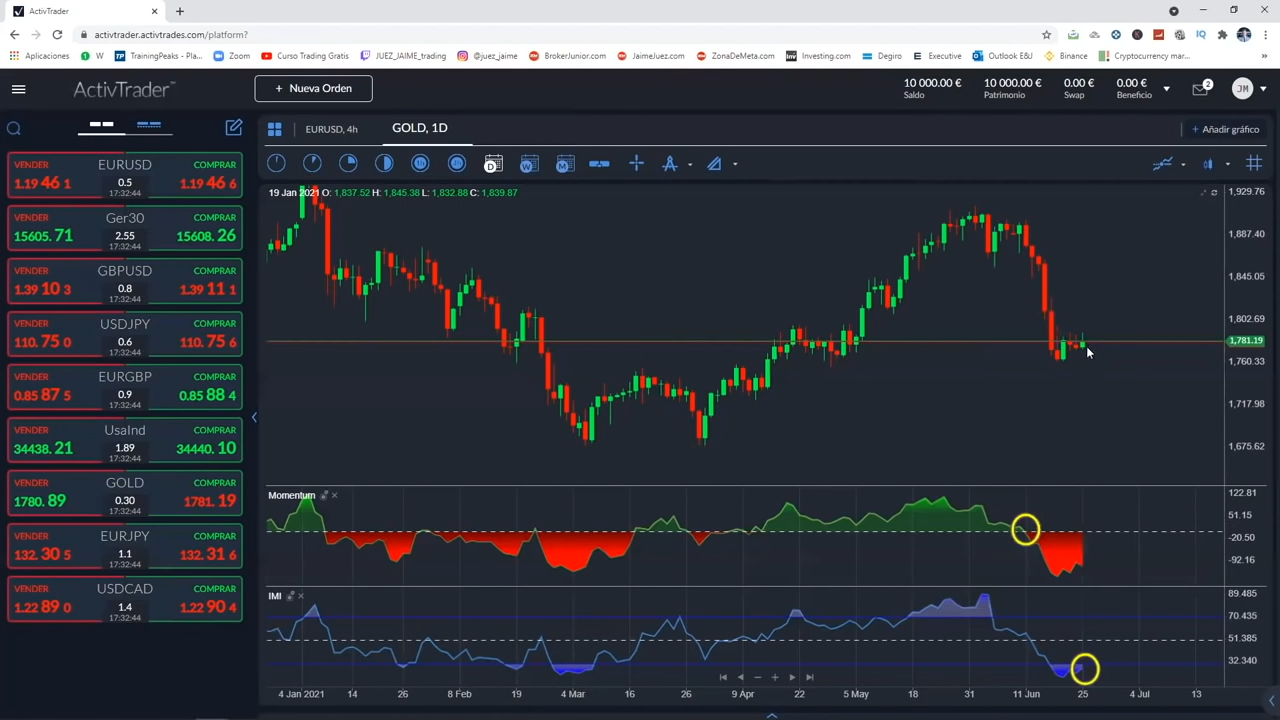 ActivTrader
activtrader.activtrades.com/platform?
Aplicaciones W TrainingPeaks - Pla... Zoom Curso Trading Gratis JUEZ_JAIME_trading @juez_jaime BrokerJunior.com JaimeJuez.com ZonaDeMeta.com Investing.com Degiro Executive Outlook E&J Binance Cryptocurrency mar...
ActivTrader™
+ Nueva Orden
10 000.00 € 10 000.00 € 0.00 € 0.00 €
Saldo Patrimonio Swap Beneficio
2
JM
EURUSD, 4h
GOLD, 1D
+ Añadir gráfico
VENDER EURUSD COMPRAR
1.19 46 1 0.5 1.19 46 6
17:32:44
VENDER Ger30 COMPRAR
15605. 71 2.55 15608. 26
17:32:44
VENDER GBPUSD COMPRAR
1.39 10 3 0.8 1.39 11 1
17:32:44
VENDER USDJPY COMPRAR
110. 75 0 0.6 110. 75 6
17:32:44
VENDER EURGBP COMPRAR
0.85 87 5 0.9 0.85 88 4
17:32:44
VENDER UsaInd COMPRAR
34438. 21 1.89 34440. 10
17:32:44
VENDER GOLD COMPRAR
1780. 89 0.30 1781. 19
17:32:44
VENDER EURJPY COMPRAR
132. 30 5 1.1 132. 31 6
17:32:44
VENDER USDCAD COMPRAR
1.22 89 0 1.4 1.22 90 4
17:32:44
D W M
19 Jan 2021 O: 1,837.52 H: 1,845.38 L: 1,832.88 C: 1,839.87
1,929.76
1,887.40
1,845.05
1,802.69
1,781.19
1,760.33
1,717.98
1,675.62
Momentum
122.81
51.15
-20.50
-92.16
IMI
89.485
70.435
51.385
32.340
4 Jan 2021 14 26 8 Feb 19 4 Mar 16 26 9 Apr 22 5 May 18 31 11 Jun 25 4 Jul 13